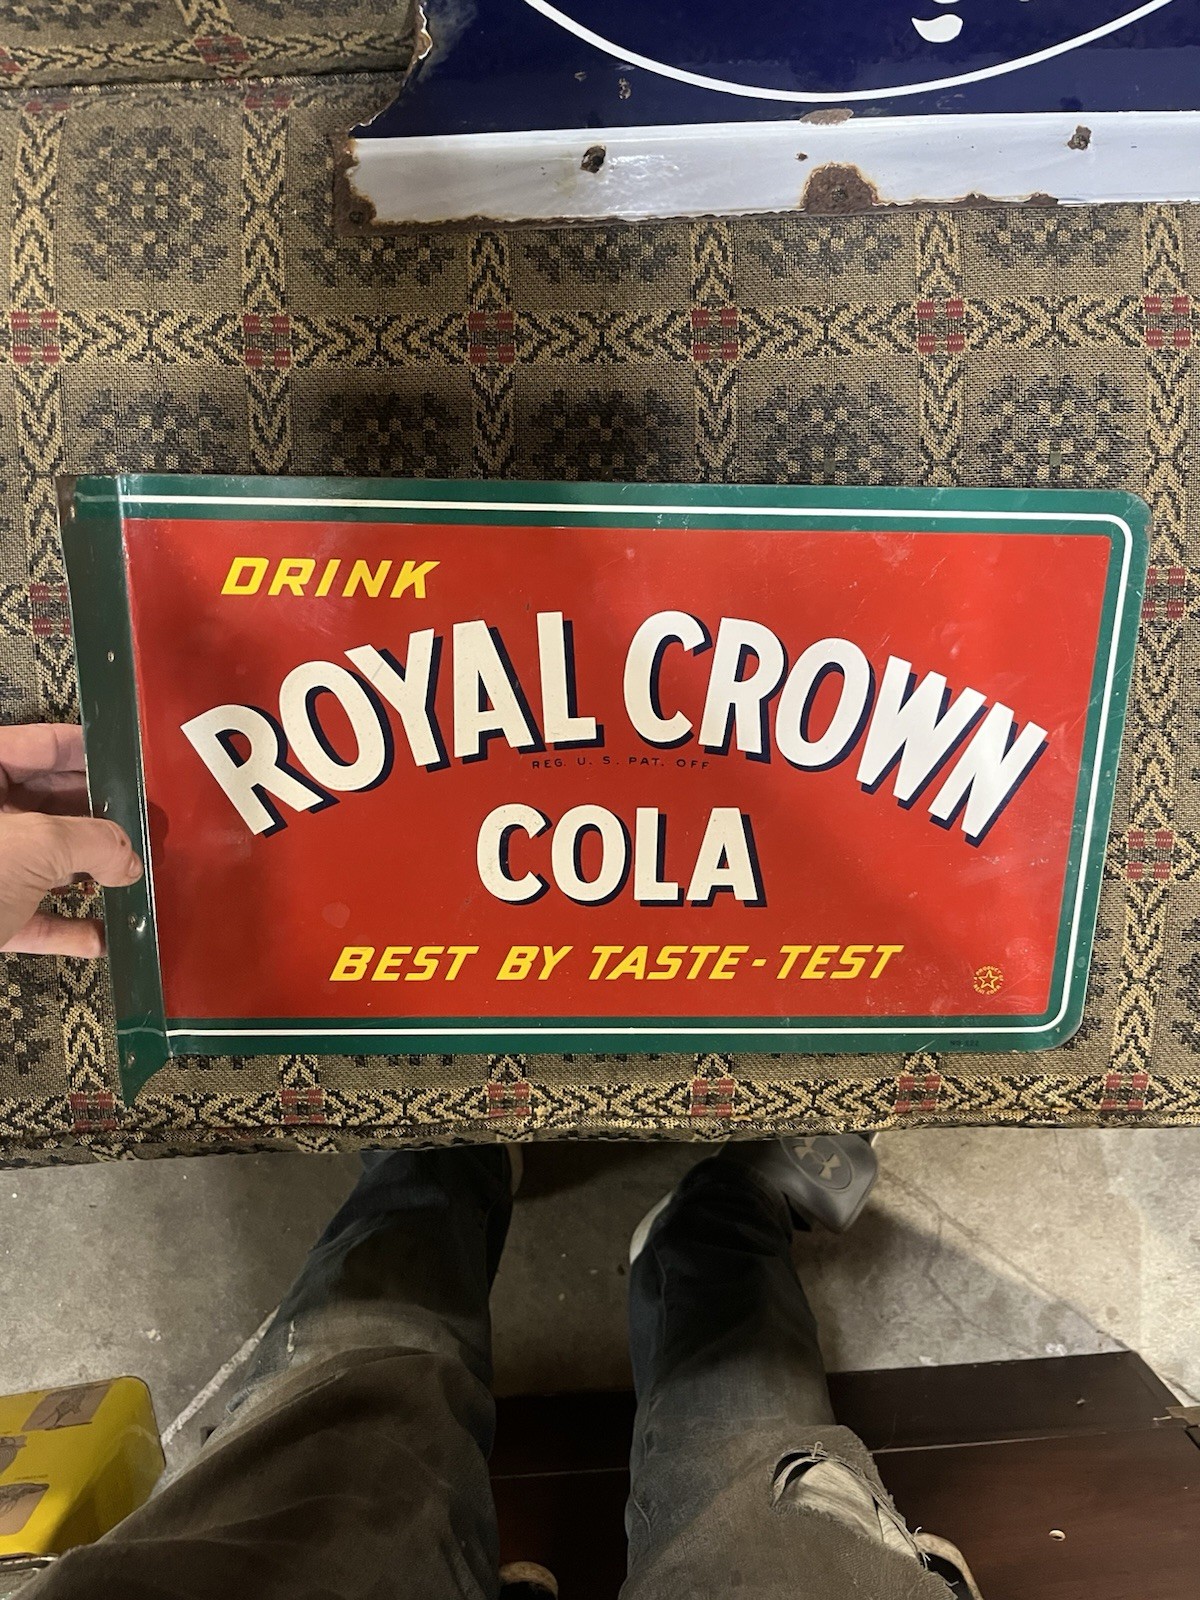 DRINK
ROYAL CROWN
REG. U. S. PAT. OFF
COLA
BEST BY TASTE-TEST